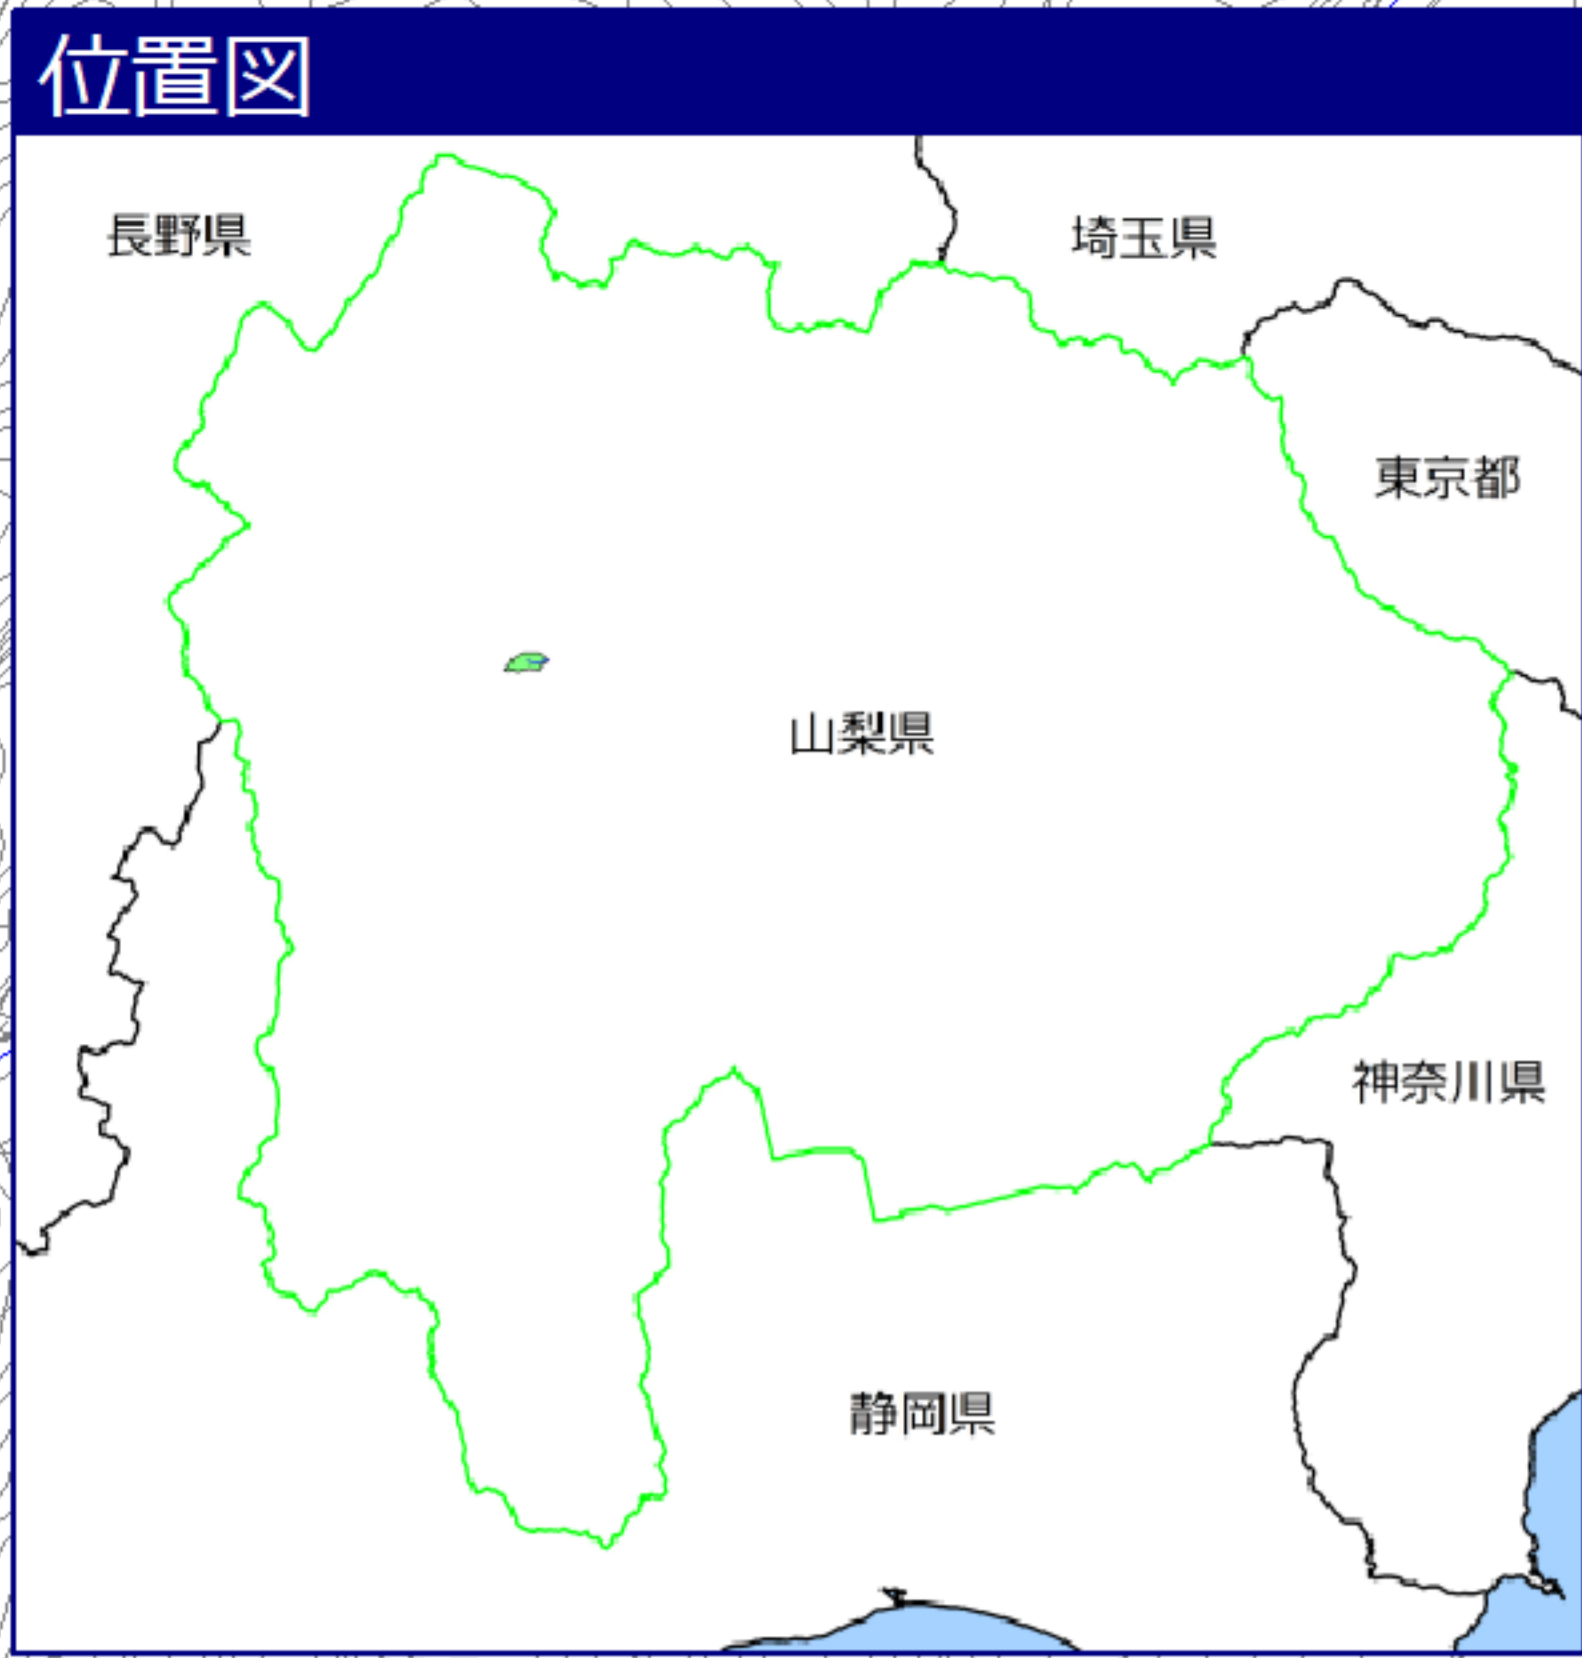 位置図
長野県
埼玉県
東京都
山梨県
神奈川県
静岡県